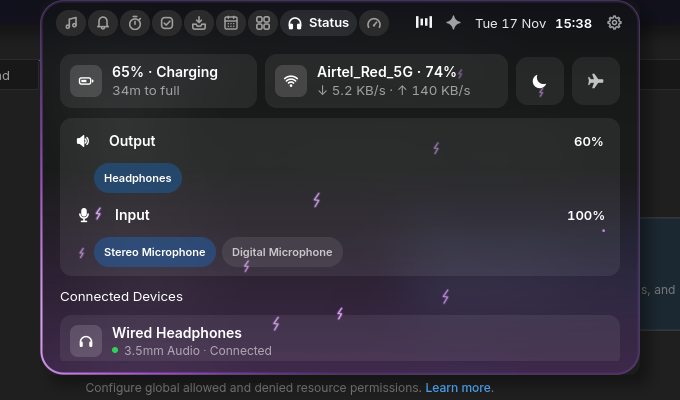 Status
Tue 17 Nov 15:38
65% · Charging
34m to full
Airtel_Red_5G · 74%
↓ 5.2 KB/s · ↑ 140 KB/s
Output 60%
Headphones
Input 100%
Stereo Microphone Digital Microphone
s, and
Connected Devices
Wired Headphones
3.5mm Audio · Connected
Configure global allowed and denied resource permissions. Learn more.